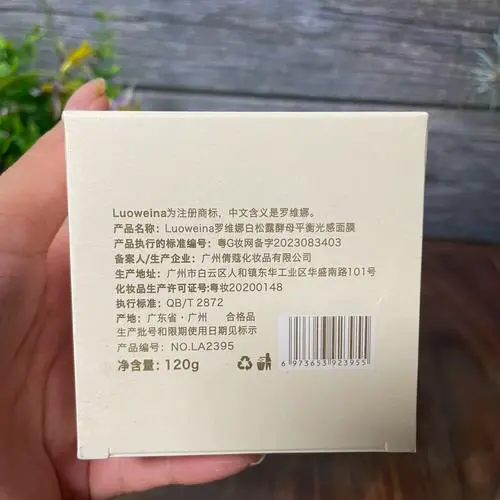 Luoweina为注册商标，中文含义是罗维娜。
产品名称：Luoweina罗维娜白松露酵母平衡光感面膜
产品执行的标准编号：粤G妆网备字2023083403
备案人/生产企业：广州倩蔻化妆品有限公司
生产地址：广州市白云区人和镇东华工业区华盛南路101号
化妆品生产许可证号:粤妆20200148
执行标准：QB/T 2872
产地：广东省·广州 合格品
生产批号和限期使用日期见标示
产品编号：NO.LA2395
净含量：120g
6 973653 923955